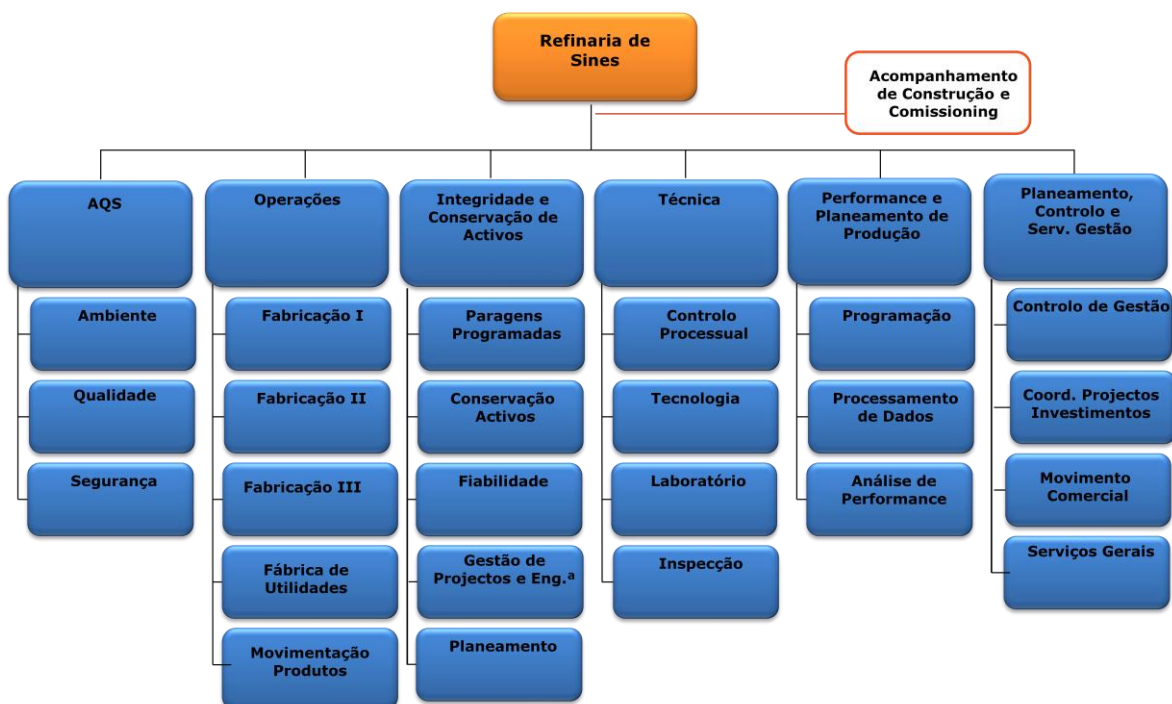 Refinaria de
Sines
Acompanhamento
de Construção e
Comissioning
AQS
Operações
Integridade e
Conservação de
Activos
Técnica
Performance e
Planeamento de
Produção
Planeamento,
Controlo e
Serv. Gestão
Ambiente
Qualidade
Segurança
Fabricação I
Fabricação II
Fabricação III
Fábrica de
Utilidades
Movimentação
Produtos
Paragens
Programadas
Conservação
Activos
Fiabilidade
Gestão de
Projectos e Eng.ª
Planeamento
Controlo
Processual
Tecnologia
Laboratório
Inspecção
Programação
Processamento
de Dados
Análise de
Performance
Controlo de Gestão
Coord. Projectos
Investimentos
Movimento
Comercial
Serviços Gerais